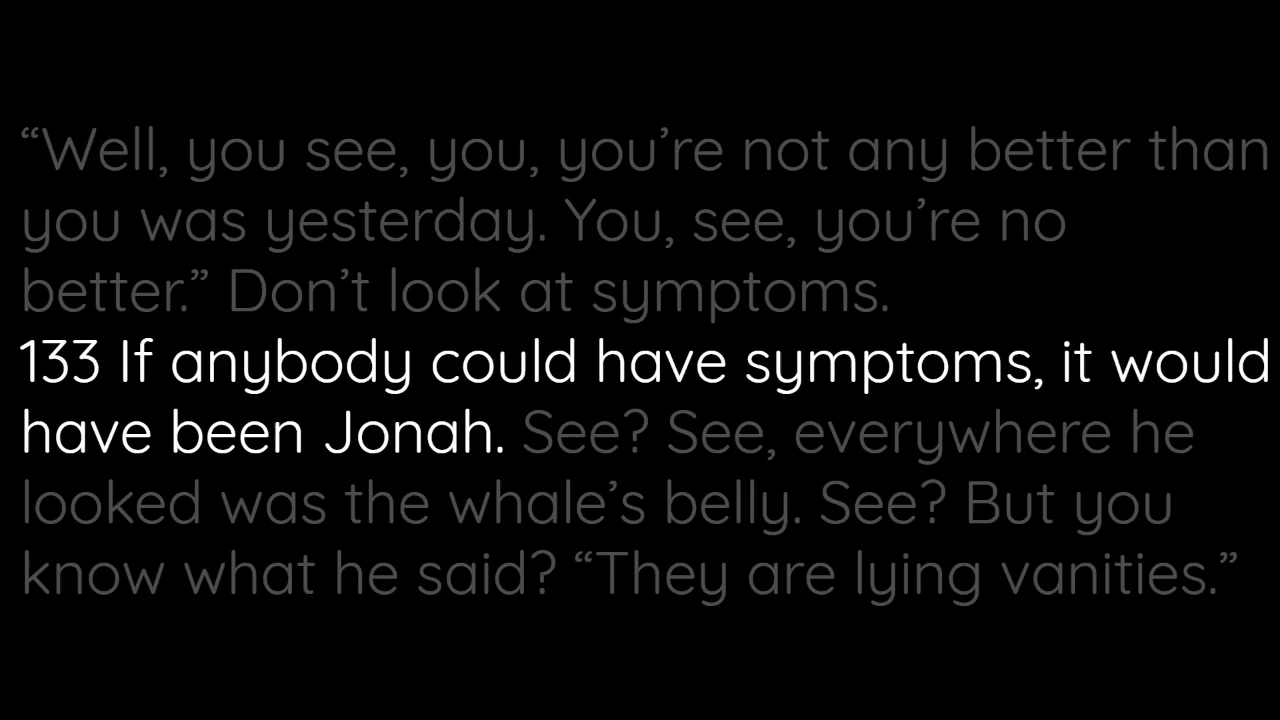 “Well, you see, you, you’re not any better than
you was yesterday. You, see, you’re no
better.” Don’t look at symptoms.
133 If anybody could have symptoms, it would
have been Jonah. See? See, everywhere he
looked was the whale’s belly. See? But you
know what he said? “They are lying vanities.”